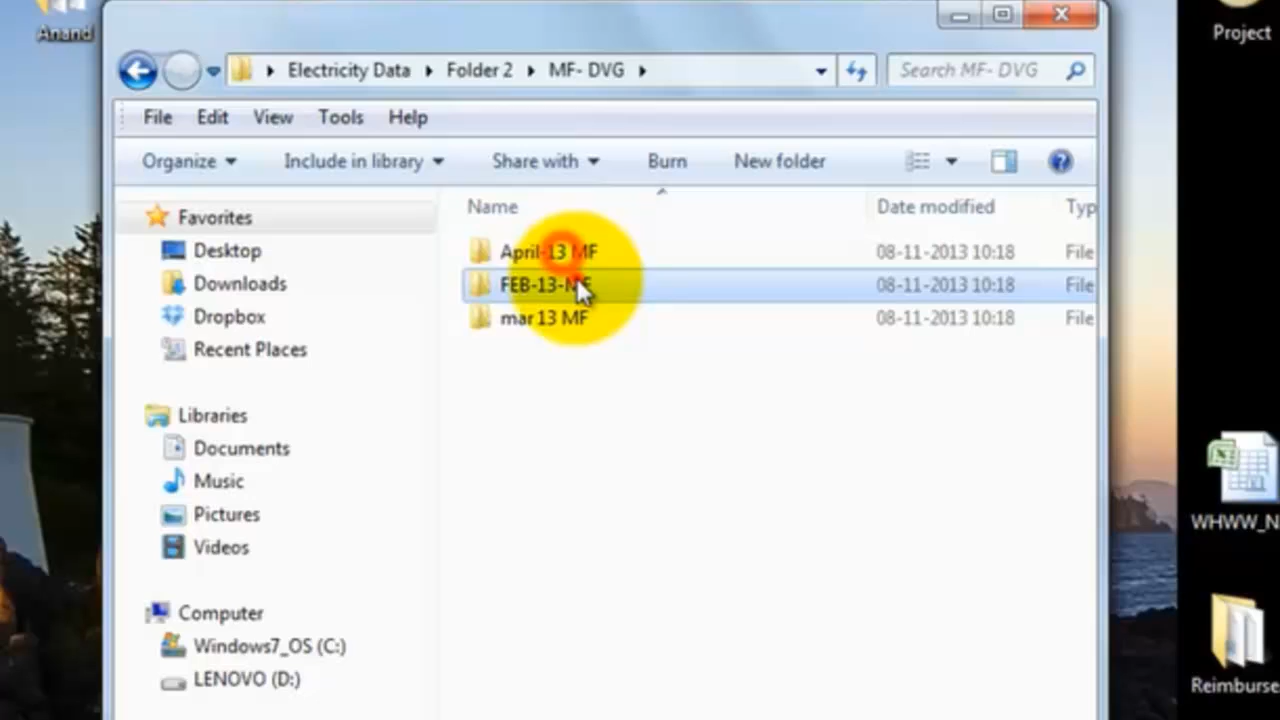 Anand
Project
Electricity Data Folder 2 MF- DVG
Search MF- DVG
File Edit View Tools Help
Organize Include in library Share with Burn New folder
Name Date modified Typ
Favorites
Desktop
Downloads
Dropbox
Recent Places
Libraries
Documents
Music
Pictures
Videos
Computer
Windows7_OS (C:)
LENOVO (D:)
April-13 MF 08-11-2013 10:18 File
FEB-13-MF 08-11-2013 10:18 File
mar 13 MF 08-11-2013 10:18 File
WHWW_N
Reimburse